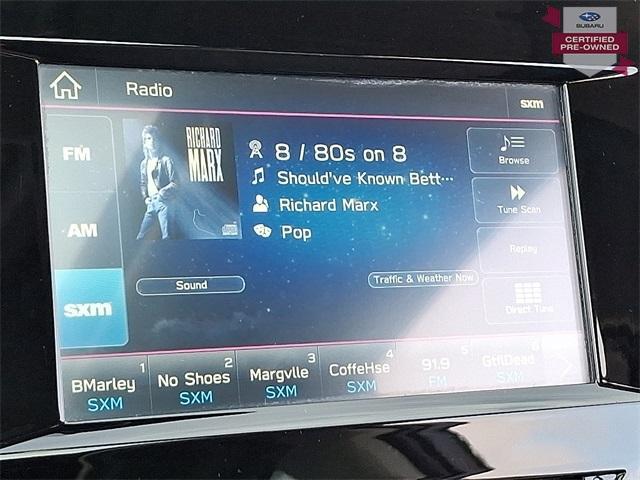 SUBARU
CERTIFIED
PRE-OWNED
Radio
sxm
FM
AM
sxm
RICHARD
MARX
8 / 80s on 8
Should've Known Bett...
Richard Marx
Pop
Browse
Tune Scan
Replay
Direct Tune
Sound
Traffic & Weather Now
1
BMarley
SXM
2
No Shoes
SXM
3
Margvlle
SXM
4
CoffeHse
SXM
5
91.9
FM
6
GtflDead
SXM